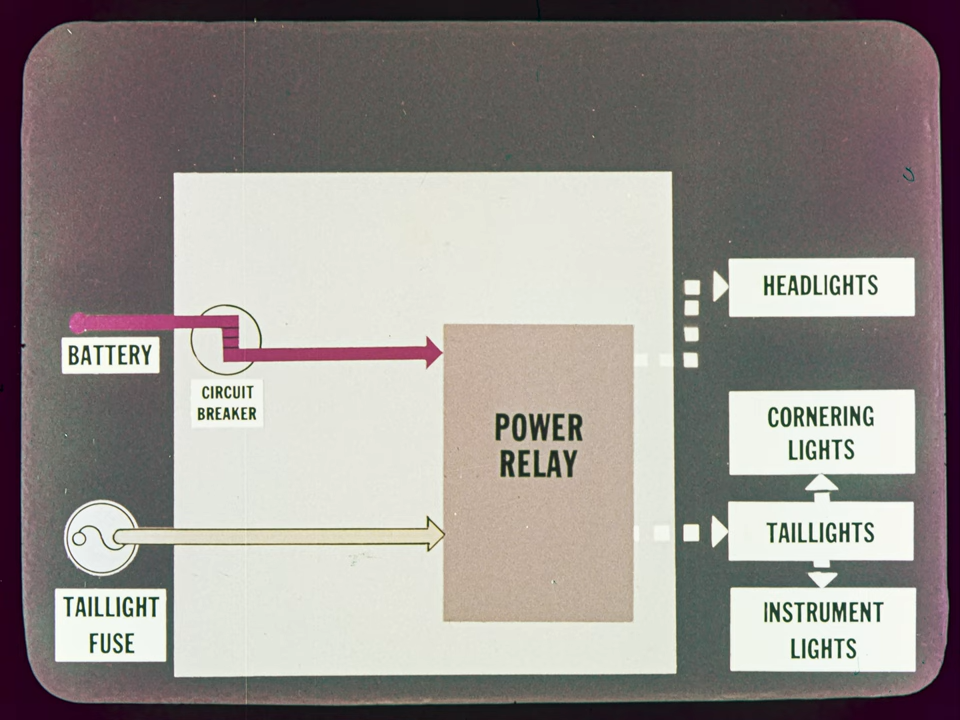 BATTERY
CIRCUIT
BREAKER
POWER
RELAY
TAILLIGHT
FUSE
HEADLIGHTS
CORNERING
LIGHTS
TAILLIGHTS
INSTRUMENT
LIGHTS